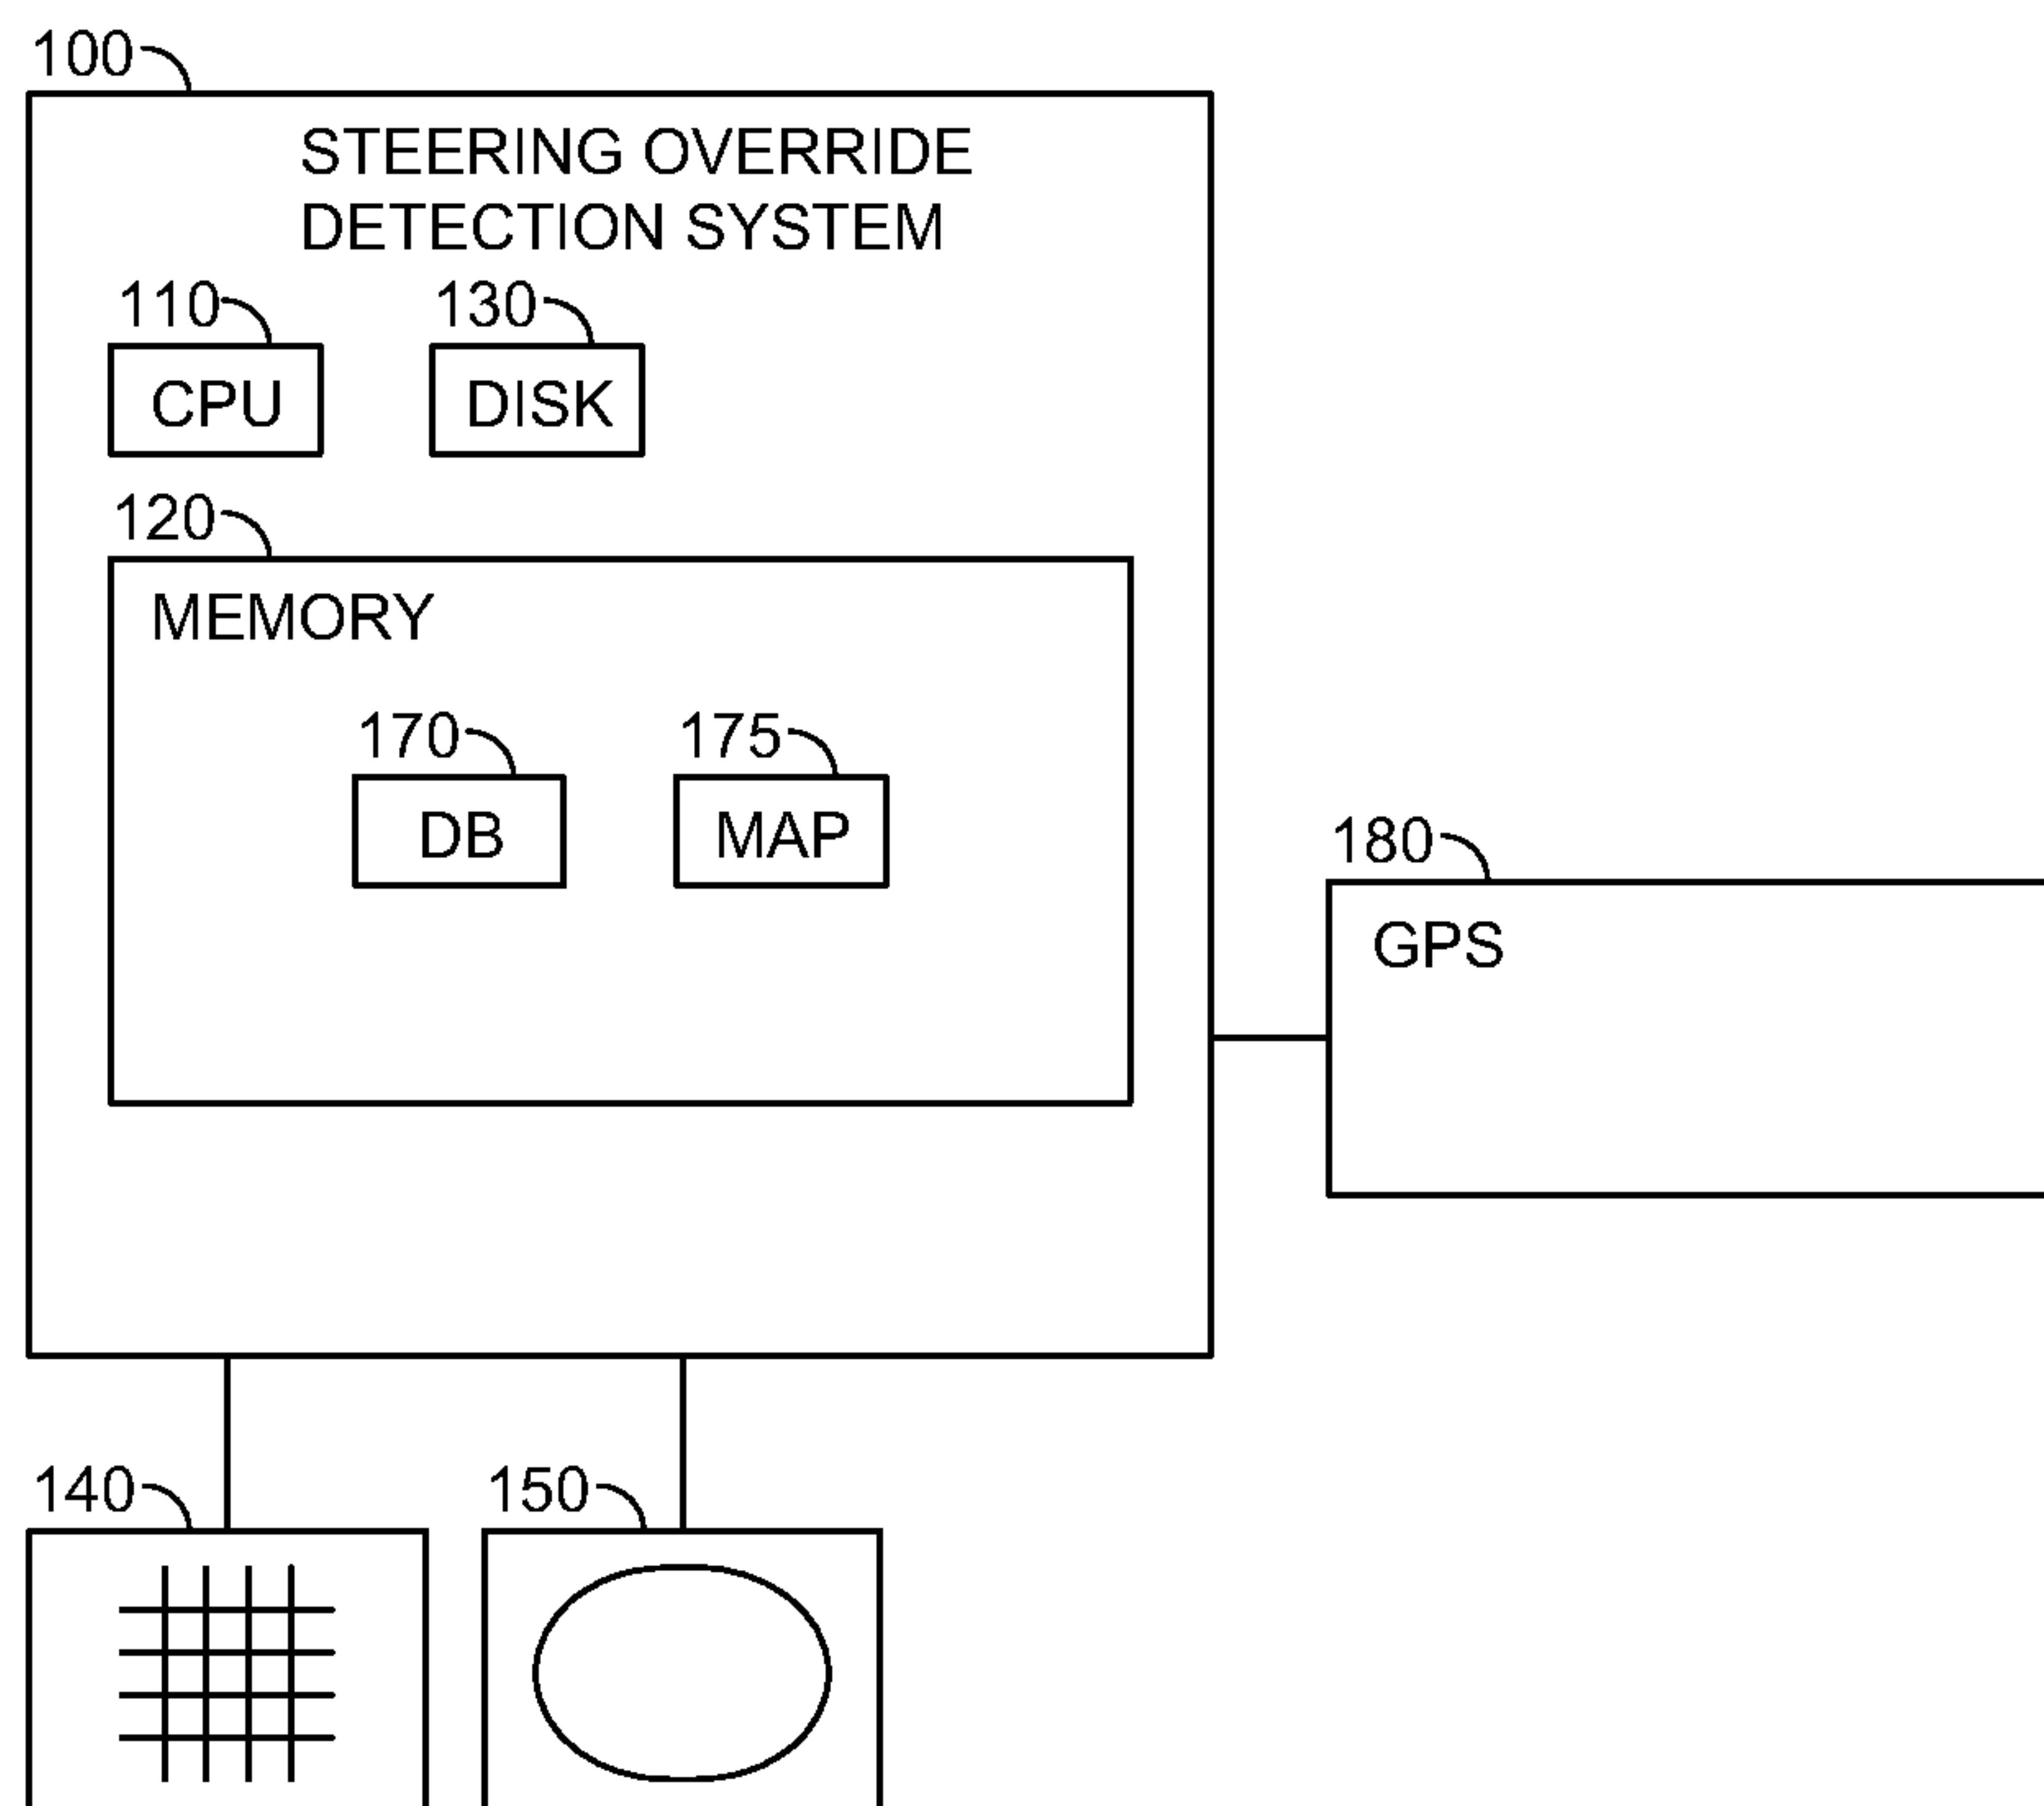 100
STEERING OVERRIDE
DETECTION SYSTEM
110
130
CPU
DISK
120
MEMORY
170
175
DB
MAP
180
GPS
140
150